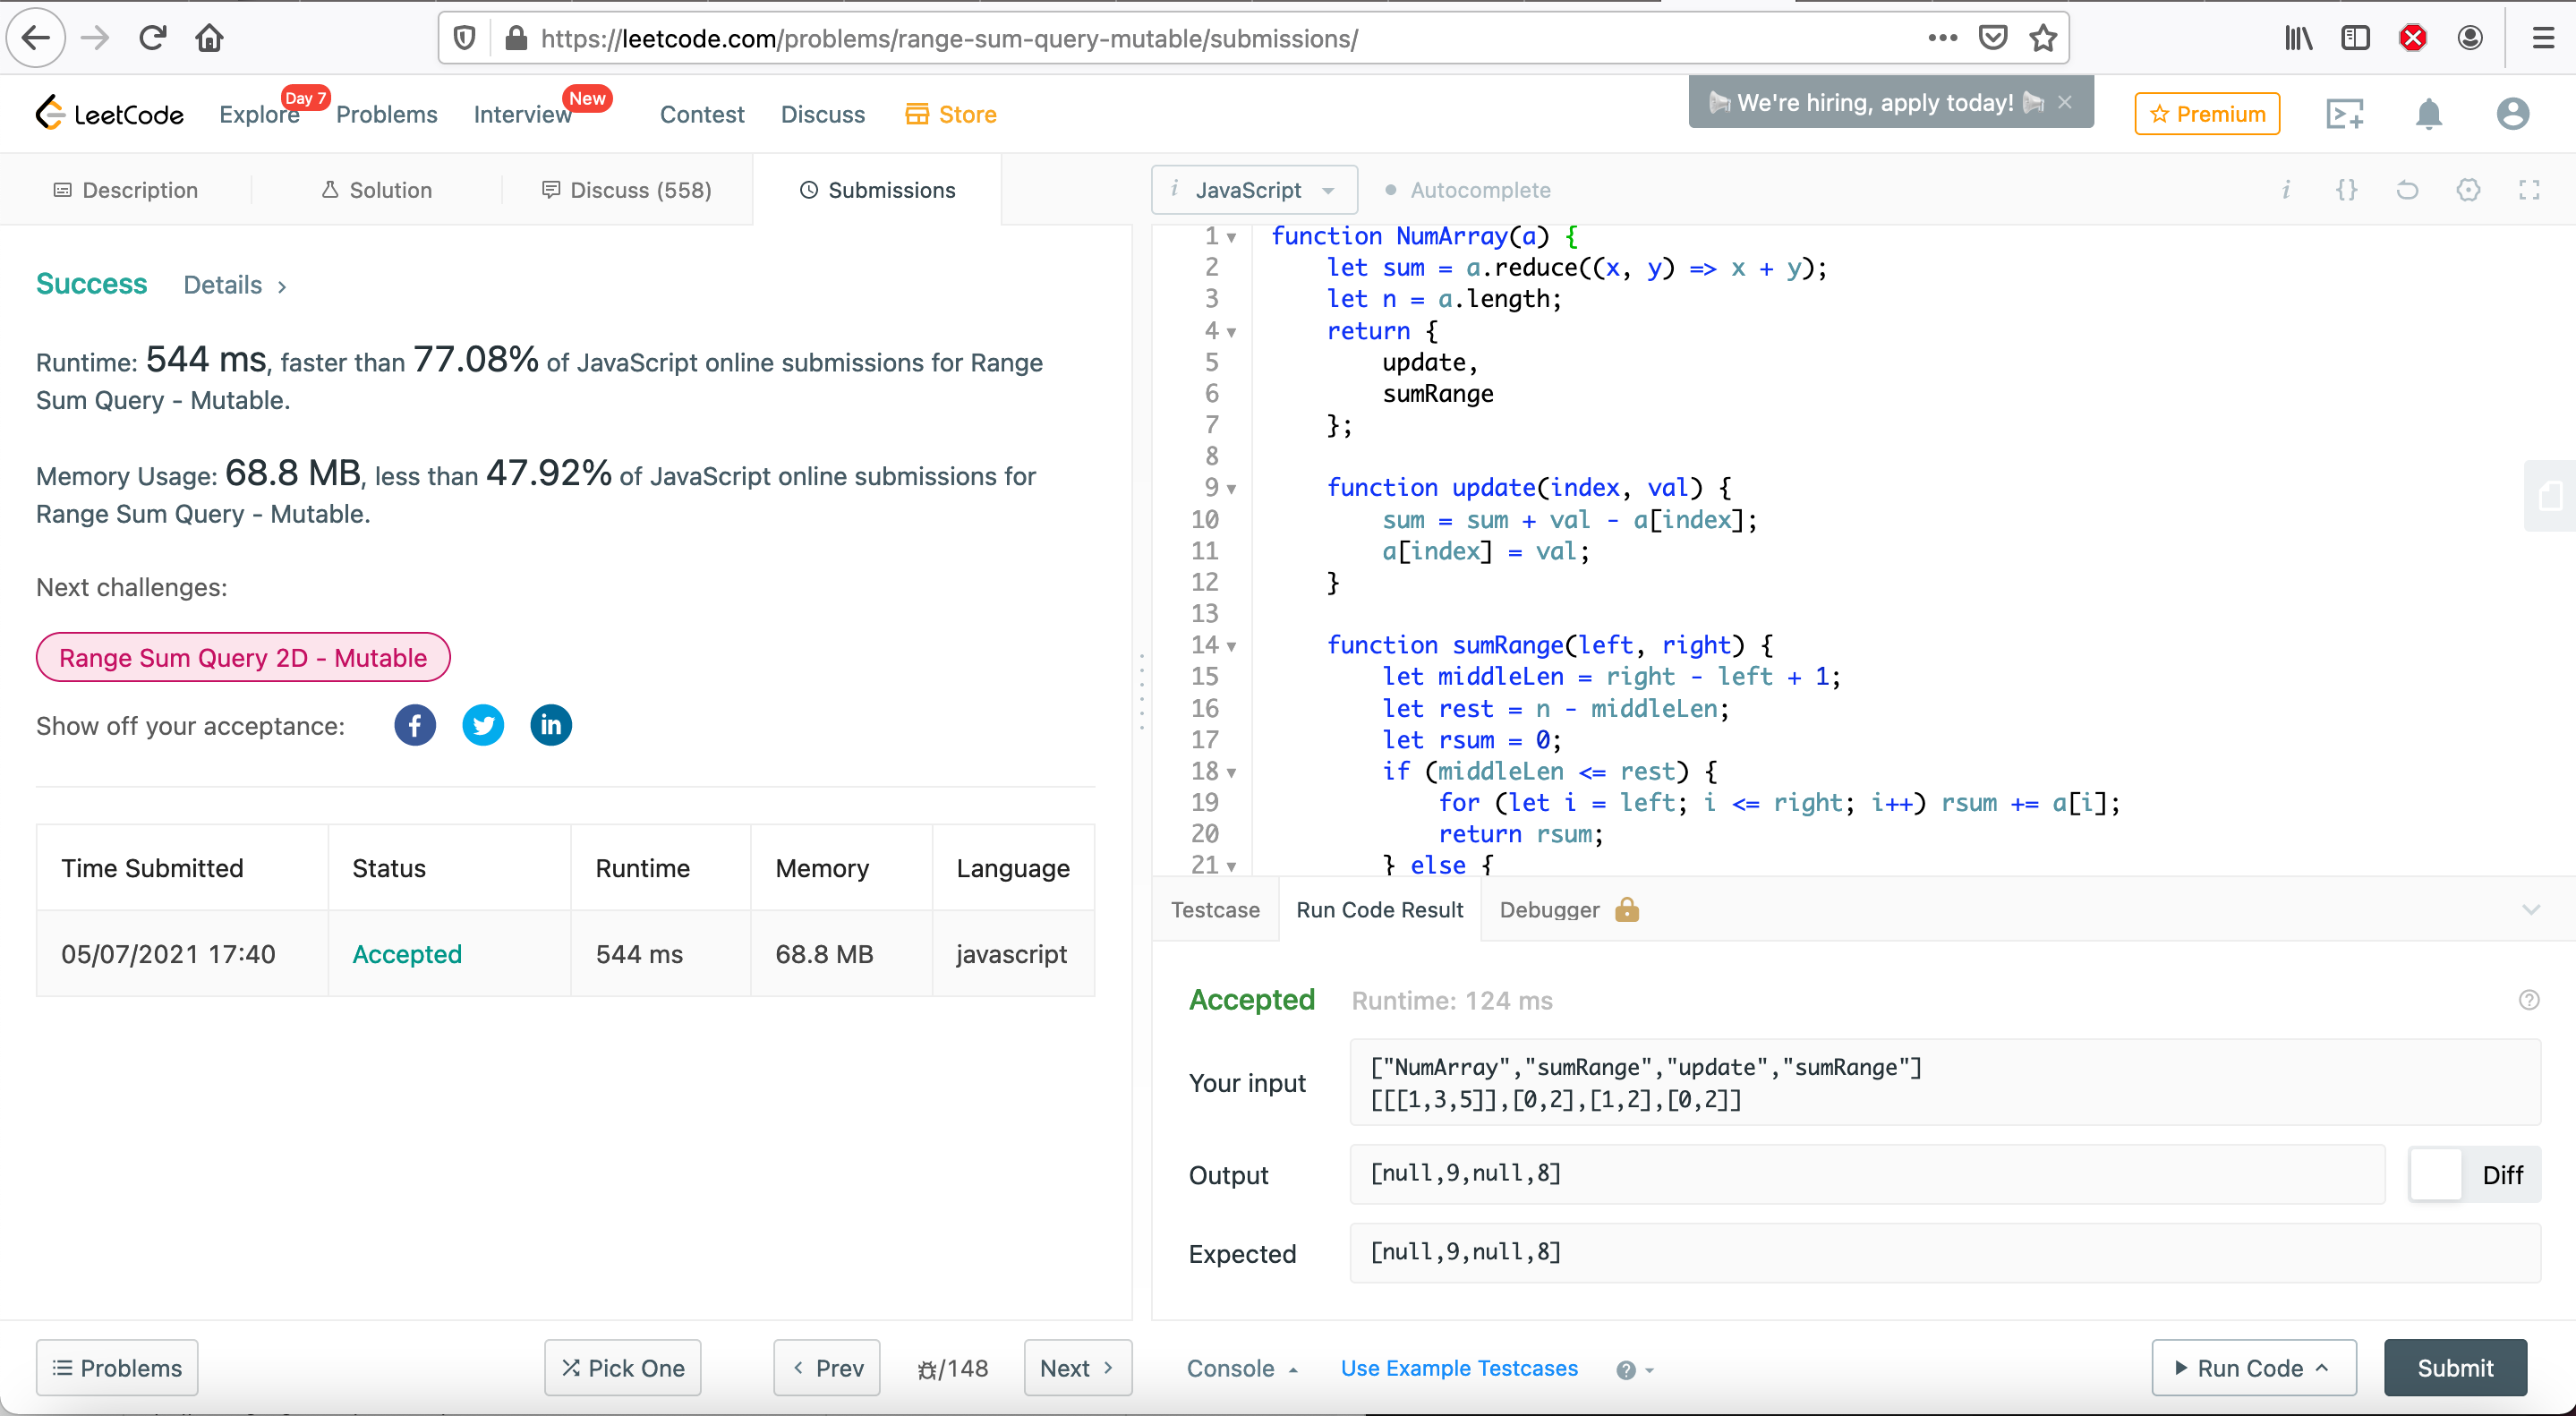 https://leetcode.com/problems/range-sum-query-mutable/submissions/
LeetCode
Explore
Day 7
Problems
Interview
New
Contest
Discuss
Store
We're hiring, apply today!
Premium
Description
Solution
Discuss (558)
Submissions
i JavaScript
Autocomplete
Success
Details
Runtime: 544 ms, faster than 77.08% of JavaScript online submissions for Range
Sum Query - Mutable.
Memory Usage: 68.8 MB, less than 47.92% of JavaScript online submissions for
Range Sum Query - Mutable.
Next challenges:
Range Sum Query 2D - Mutable
Show off your acceptance:
Time Submitted Status Runtime Memory Language
05/07/2021 17:40 Accepted 544 ms 68.8 MB javascript
1 function NumArray(a) {
2 let sum = a.reduce((x, y) => x + y);
3 let n = a.length;
4 return {
5 update,
6 sumRange
7 };
8
9 function update(index, val) {
10 sum = sum + val - a[index];
11 a[index] = val;
12 }
13
14 function sumRange(left, right) {
15 let middleLen = right - left + 1;
16 let rest = n - middleLen;
17 let rsum = 0;
18 if (middleLen <= rest) {
19 for (let i = left; i <= right; i++) rsum += a[i];
20 return rsum;
21 } else {
Testcase
Run Code Result
Debugger
Accepted Runtime: 124 ms
Your input
["NumArray","sumRange","update","sumRange"]
[[[1,3,5]],[0,2],[1,2],[0,2]]
Output
[null,9,null,8]
Diff
Expected
[null,9,null,8]
Problems
Pick One
Prev
/148
Next
Console
Use Example Testcases
Run Code
Submit